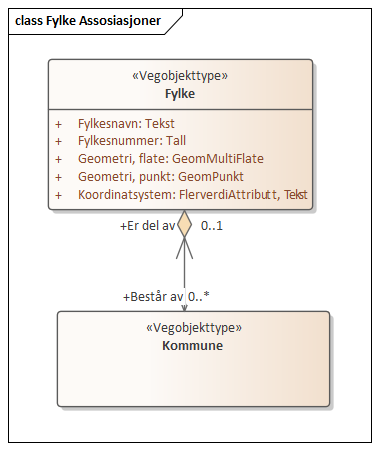 class Fylke Assosiasjoner
«Vegobjekttype»
Fylke
+ Fylkesnavn: Tekst
+ Fylkesnummer: Tall
+ Geometri, flate: GeomMultiFlate
+ Geometri, punkt: GeomPunkt
+ Koordinatsystem: FlerverdiAttributt, Tekst
+Er del av 0..1
+Består av 0..*
«Vegobjekttype»
Kommune